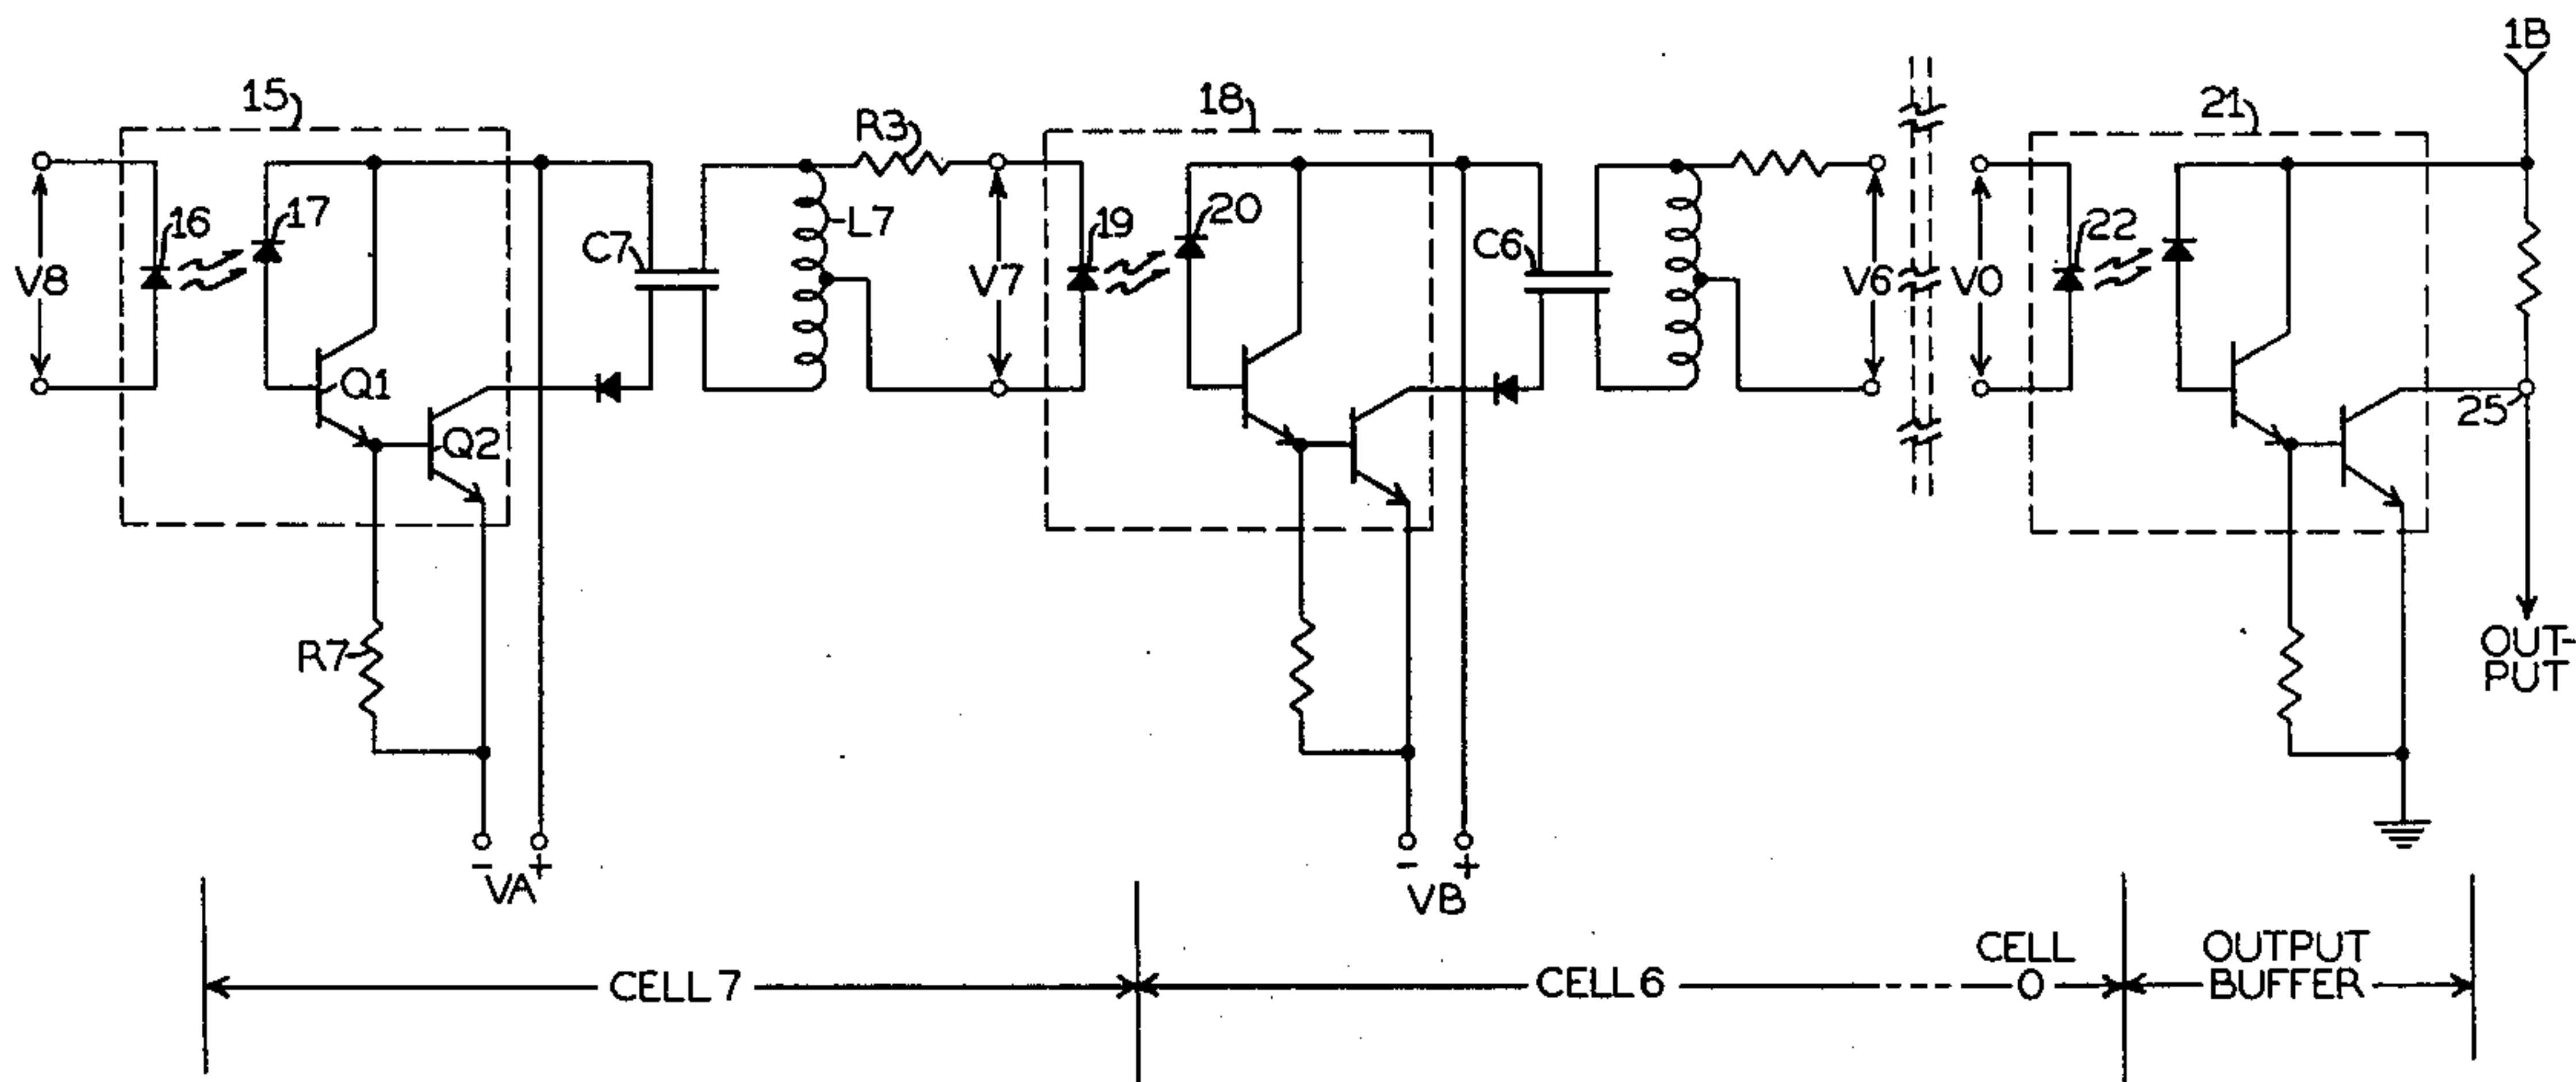 1B
15
18
21
R3
16
17
L7
19
20
22
C7
C6
V8
V7
V6
V0
Q1
Q2
25
R7
OUT-
PUT
- +
VA
- +
VB
CELL 7
CELL 6
CELL
0
OUTPUT
BUFFER